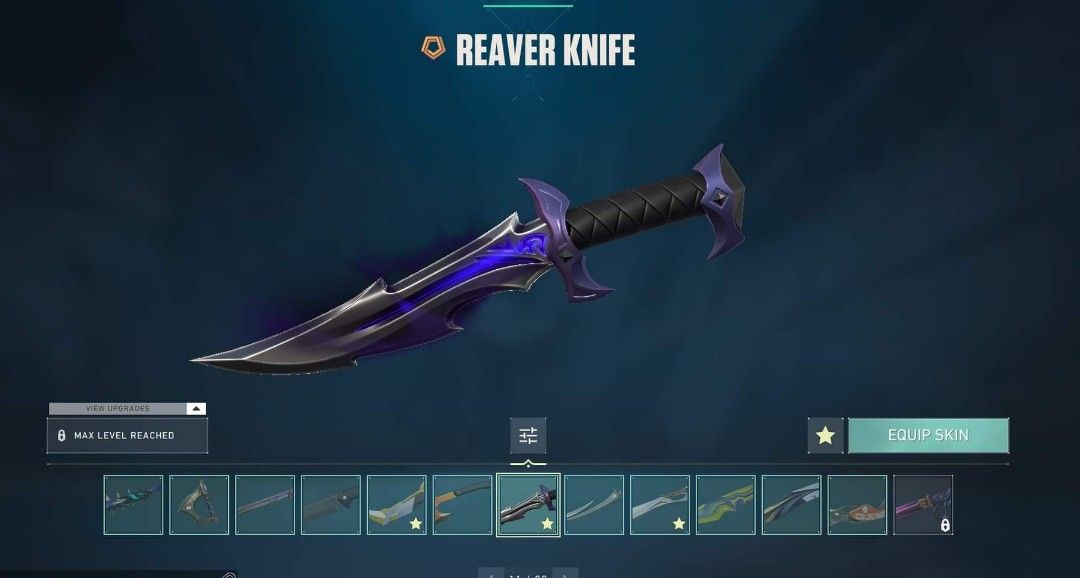 REAVER KNIFE
VIEW UPGRADES
MAX LEVEL REACHED
EQUIP SKIN